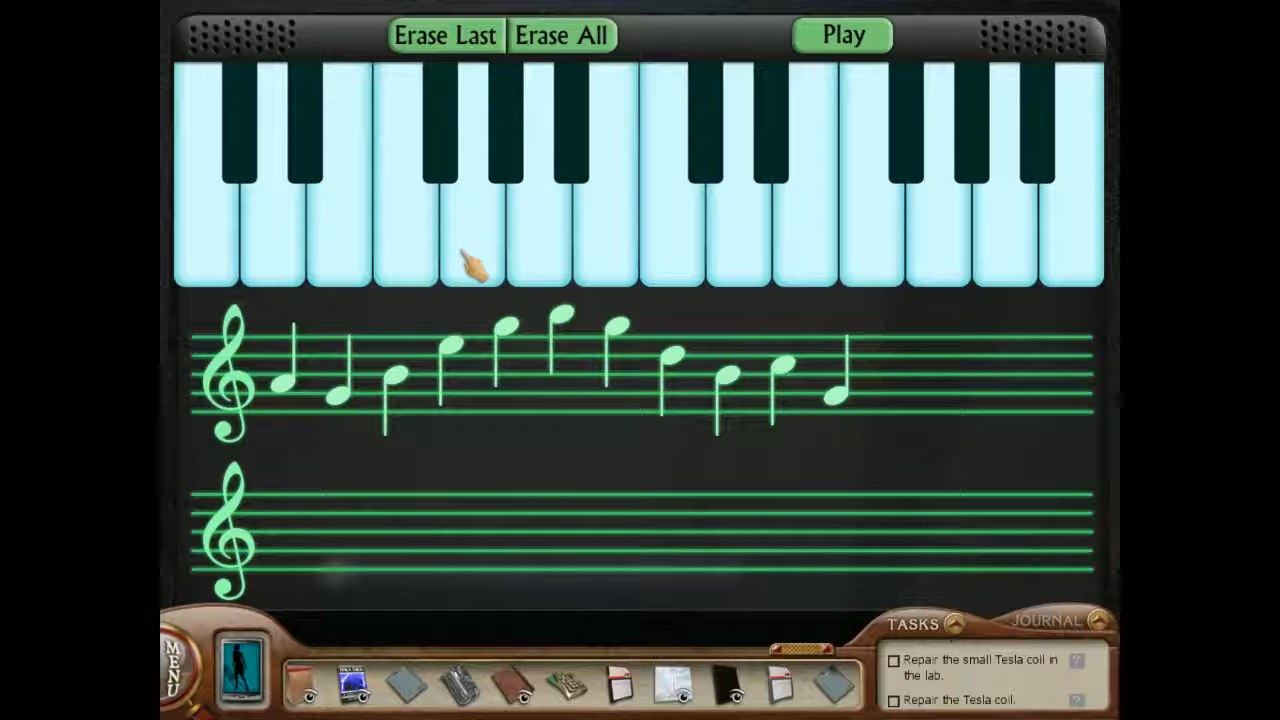 Erase Last Erase All Play
MENU
TASKS JOURNAL
Repair the small Tesla coil in ?
the lab.
Repair the Tesla coil. ?